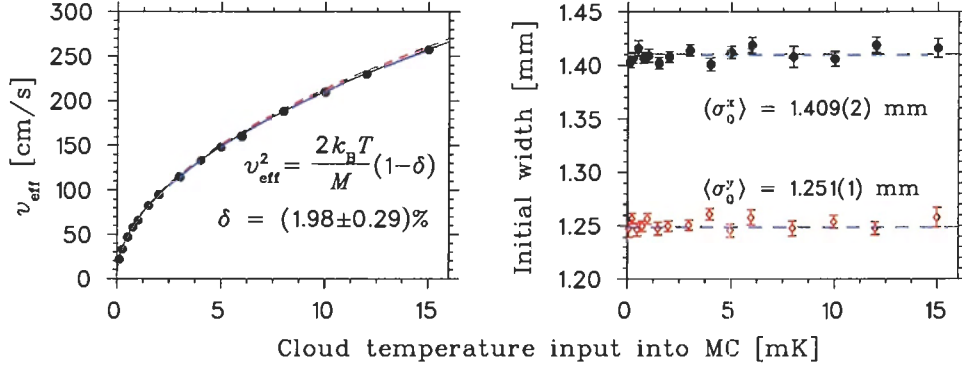 300
250
200
150
100
50
0
v_eff [cm/s]
v²_eff = 2k_B T / M (1−δ)
δ = (1.98±0.29)%
0 5 10 15
1.45
1.40
1.35
1.30
1.25
1.20
Initial width [mm]
⟨σ₀ˣ⟩ = 1.409(2) mm
⟨σ₀ʸ⟩ = 1.251(1) mm
0 5 10 15
Cloud temperature input into MC [mK]